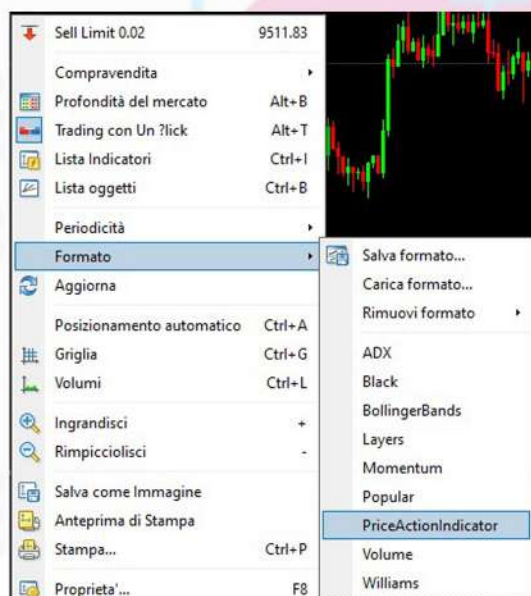 Sell Limit 0.02 9511.83
Compravendita
Profondità del mercato Alt+B
Trading con Un ?lick Alt+T
Lista Indicatori Ctrl+I
Lista oggetti Ctrl+B
Periodicità
Formato
Aggiorna
Posizionamento automatico Ctrl+A
Griglia Ctrl+G
Volumi Ctrl+L
Ingrandisci +
Rimpicciolisci -
Salva come Immagine
Anteprima di Stampa
Stampa... Ctrl+P
Proprieta'... F8
Salva formato...
Carica formato...
Rimuovi formato
ADX
Black
BollingerBands
Layers
Momentum
Popular
PriceActionIndicator
Volume
Williams